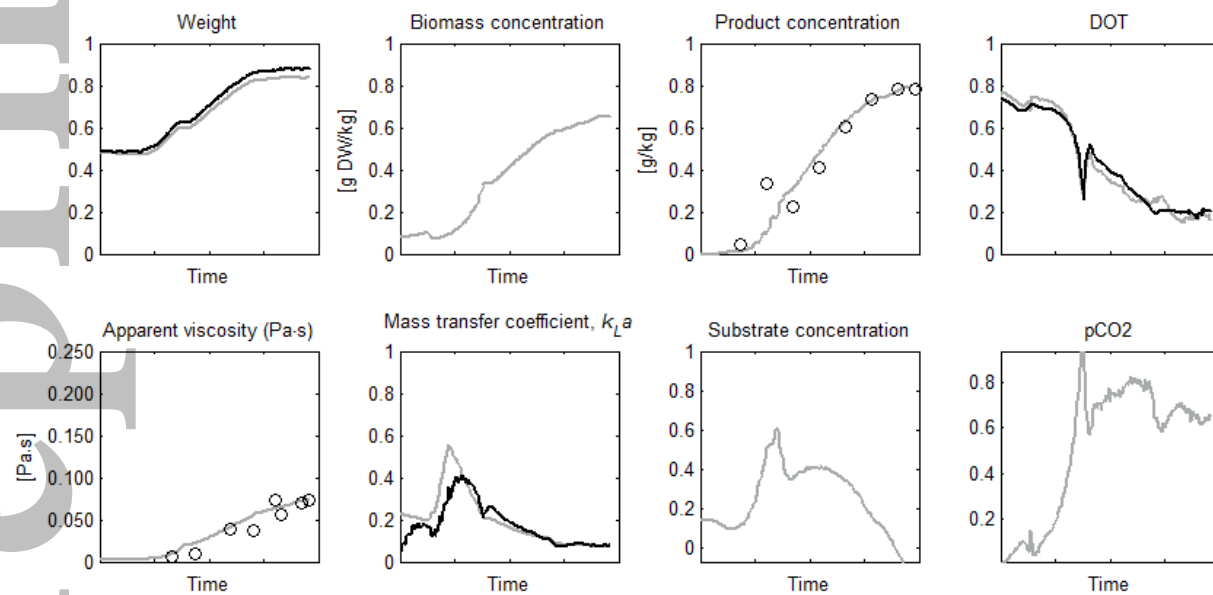 Weight
1
0.8
0.6
0.4
0.2
0
Time
Biomass concentration
[g DW/kg]
1
0.8
0.6
0.4
0.2
0
Time
Product concentration
[g/kg]
1
0.8
0.6
0.4
0.2
0
Time
DOT
1
0.8
0.6
0.4
0.2
0
Time
Apparent viscosity (Pa·s)
[Pa.s]
0.250
0.200
0.150
0.100
0.050
0
Time
Mass transfer coefficient, kLa
1
0.8
0.6
0.4
0.2
0
Time
Substrate concentration
0.8
0.6
0.4
0.2
0
Time
pCO2
0.8
0.6
0.4
0.2
Time